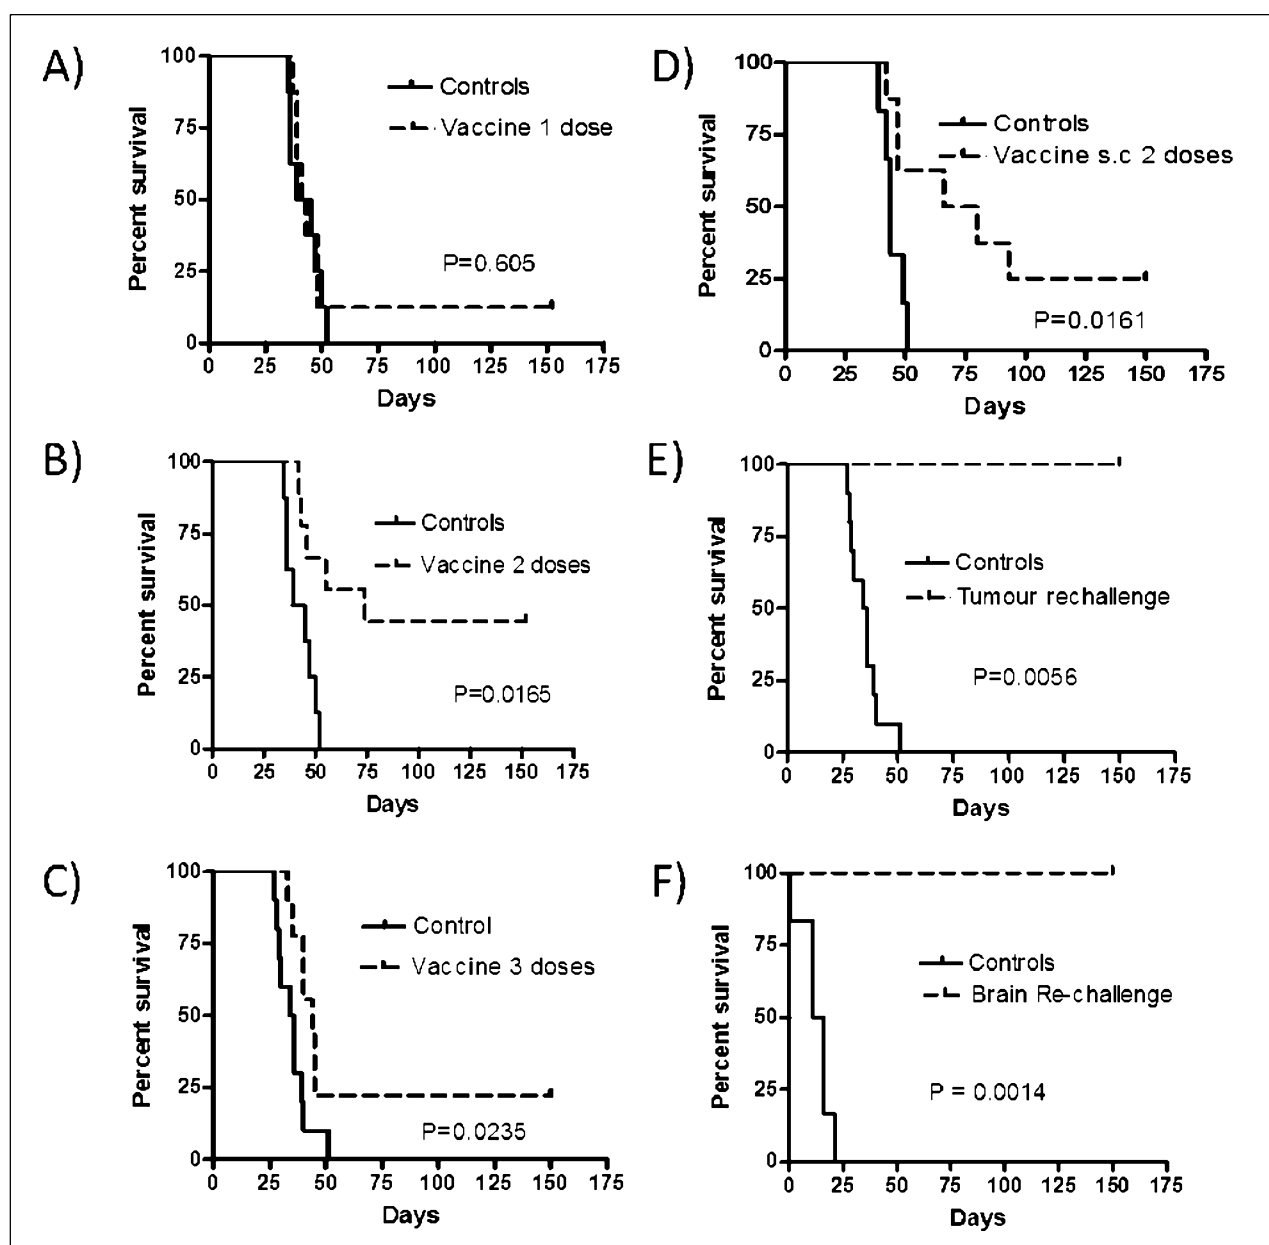 A)
Percent survival
100
75
50
25
0
Controls
Vaccine 1 dose
P=0.605
0 25 50 75 100 125 150 175
Days
B)
Percent survival
100
75
50
25
0
Controls
Vaccine 2 doses
P=0.0165
0 25 50 75 100 125 150 175
Days
C)
Percent survival
100
75
50
25
0
Control
Vaccine 3 doses
P=0.0235
0 25 50 75 100 125 150 175
Days
D)
Percent survival
100
75
50
25
0
Controls
Vaccine s.c 2 doses
P=0.0161
0 25 50 75 100 125 150 175
Days
E)
Percent survival
100
75
50
25
0
Controls
Tumour rechallenge
P=0.0056
0 25 50 75 100 125 150 175
Days
F)
Percent survival
100
75
50
25
0
Controls
Brain Re-challenge
P = 0.0014
0 25 50 75 100 125 150 175
Days